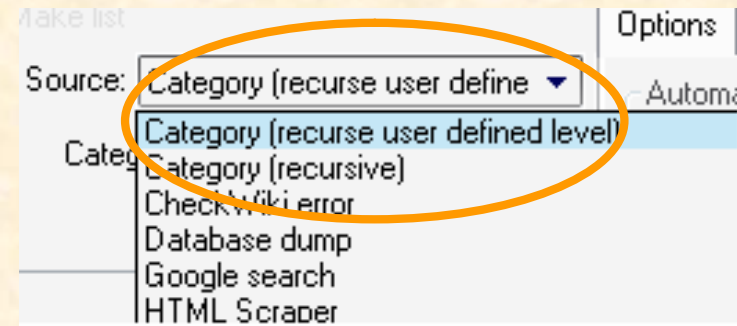 Make list
Options
Source: Category (recurse user define
Automa
Category (recurse user defined level)
Categ
Category (recursive)
CheckWiki error
Database dump
Google search
HTML Scraper